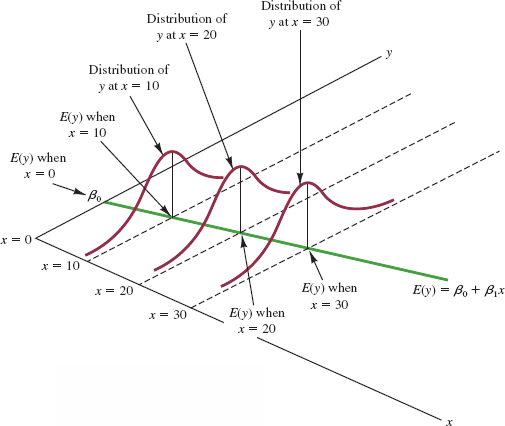 Distribution of
y at x = 30
Distribution of
y at x = 20
y
Distribution of
y at x = 10
E(y) when
x = 10
E(y) when
x = 0
β₀
x = 0
x = 10
x = 20
x = 30
E(y) when
x = 20
E(y) when
x = 30
E(y) = β₀ + β₁x
x